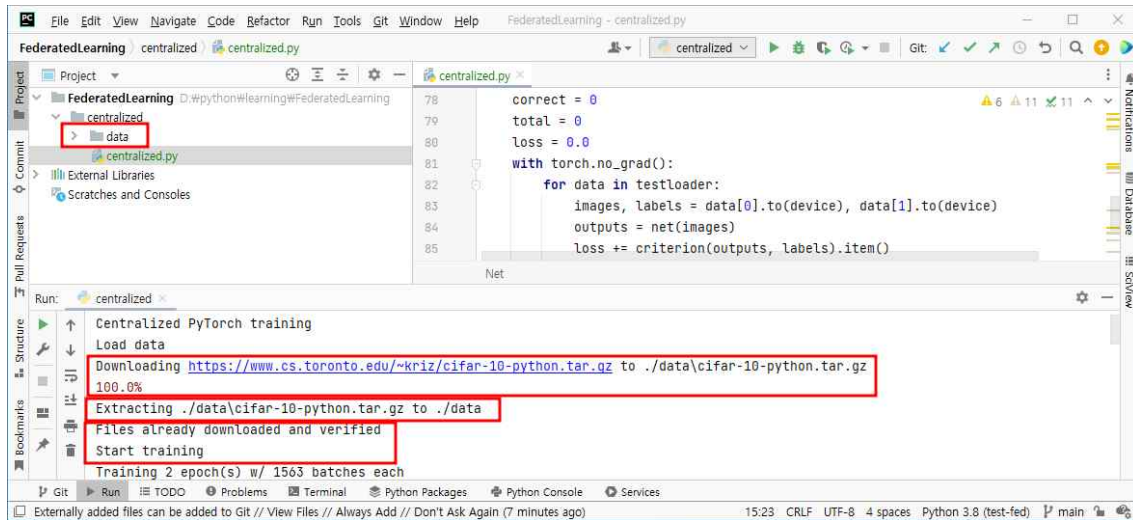 File Edit View Navigate Code Refactor Run Tools Git Window Help FederatedLearning - centralized.py
FederatedLearning centralized centralized.py centralized Git:
Project centralized.py
FederatedLearning D:₩python₩learning₩FederatedLearning
centralized
data
centralized.py
External Libraries
Scratches and Consoles
78 correct = 0
79 total = 0
80 loss = 0.0
81 with torch.no_grad():
82 for data in testloader:
83 images, labels = data[0].to(device), data[1].to(device)
84 outputs = net(images)
85 loss += criterion(outputs, labels).item()
6 11 11
Net
Project
Commit
Pull Requests
Structure
Bookmarks
Notifications
Database
SciView
Run: centralized
Centralized PyTorch training
Load data
Downloading https://www.cs.toronto.edu/~kriz/cifar-10-python.tar.gz to ./data\cifar-10-python.tar.gz
100.0%
Extracting ./data\cifar-10-python.tar.gz to ./data
Files already downloaded and verified
Start training
Training 2 epoch(s) w/ 1563 batches each
Git Run TODO Problems Terminal Python Packages Python Console Services
Externally added files can be added to Git // View Files // Always Add // Don't Ask Again (7 minutes ago) 15:23 CRLF UTF-8 4 spaces Python 3.8 (test-fed) main